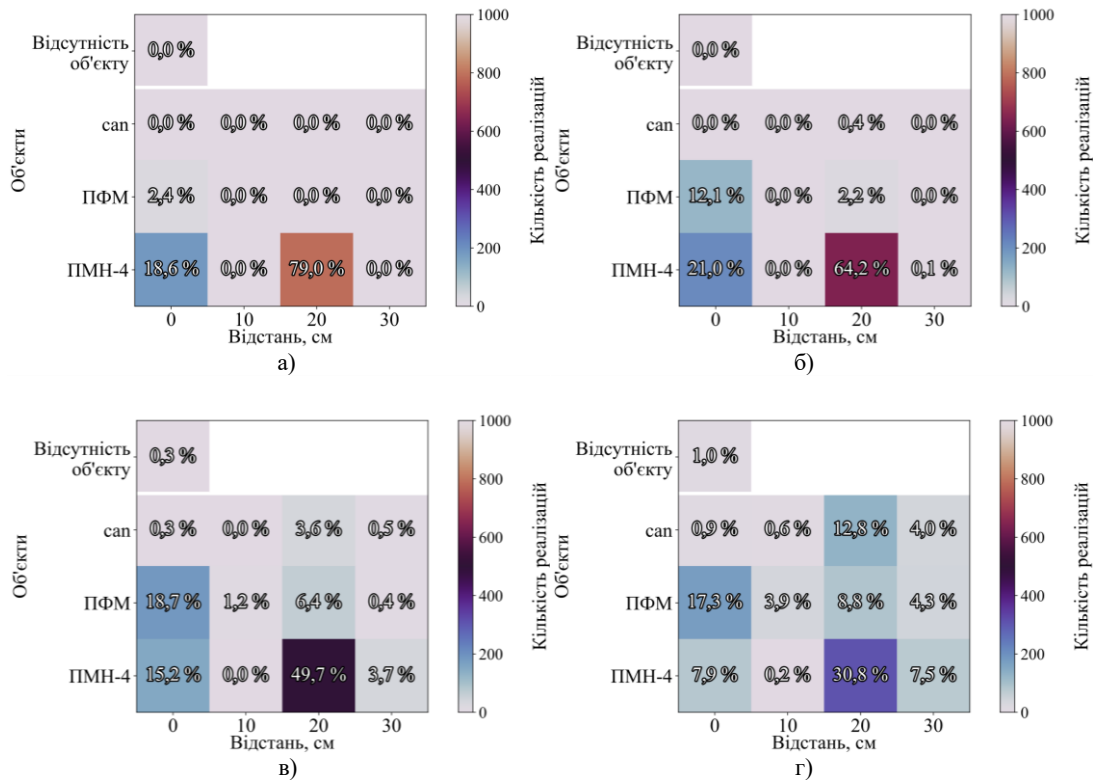 Відсутність
об'єкту
can
ПФМ
ПМН-4
Об'єкти
0,0 %
0,0 % 0,0 % 0,0 % 0,0 %
2,4 % 0,0 % 0,0 % 0,0 %
18,6 % 0,0 % 79,0 % 0,0 %
0 10 20 30
Відстань, см
1000
800
600
400
200
0
Кількість реалізацій
а)
Відсутність
об'єкту
can
ПФМ
ПМН-4
Об'єкти
0,0 %
0,0 % 0,0 % 0,4 % 0,0 %
12,1 % 0,0 % 2,2 % 0,0 %
21,0 % 0,0 % 64,2 % 0,1 %
0 10 20 30
Відстань, см
1000
800
600
400
200
0
Кількість реалізацій
б)
Відсутність
об'єкту
can
ПФМ
ПМН-4
Об'єкти
0,3 %
0,3 % 0,0 % 3,6 % 0,5 %
18,7 % 1,2 % 6,4 % 0,4 %
15,2 % 0,0 % 49,7 % 3,7 %
0 10 20 30
Відстань, см
1000
800
600
400
200
0
Кількість реалізацій
в)
Відсутність
об'єкту
can
ПФМ
ПМН-4
Об'єкти
1,0 %
0,9 % 0,6 % 12,8 % 4,0 %
17,3 % 3,9 % 8,8 % 4,3 %
7,9 % 0,2 % 30,8 % 7,5 %
0 10 20 30
Відстань, см
1000
800
600
400
200
0
Кількість реалізацій
г)